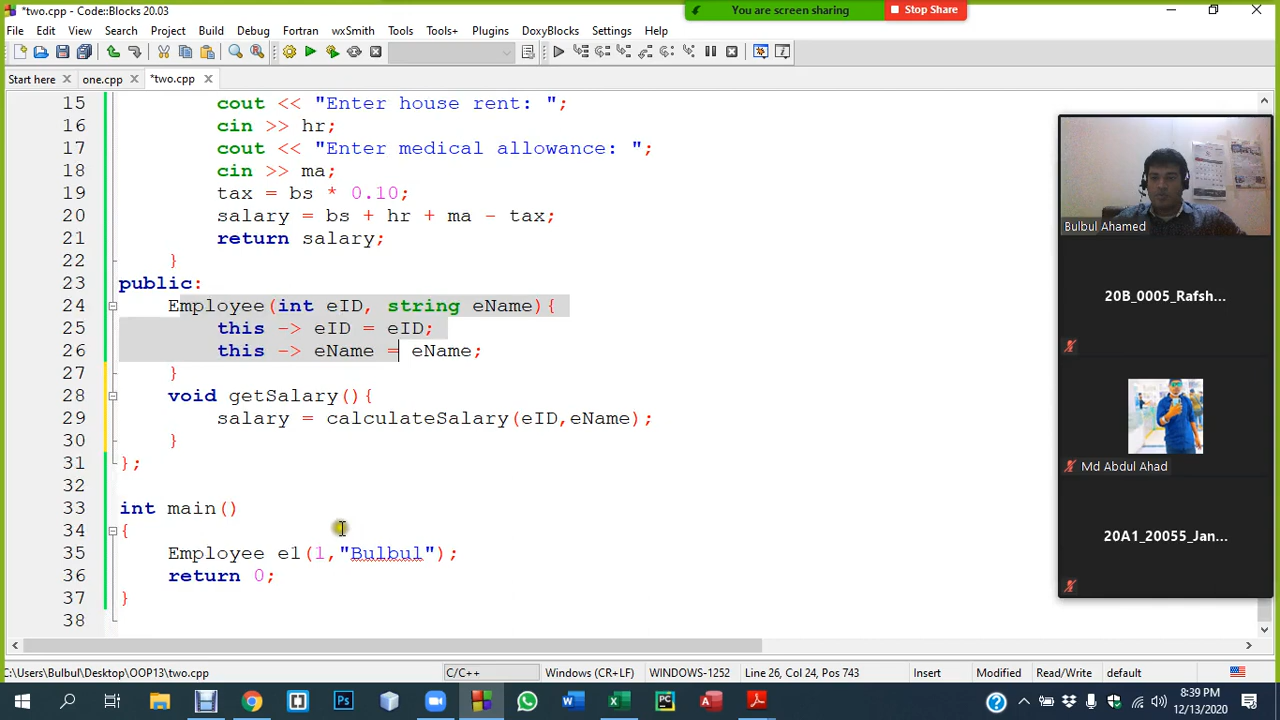 *two.cpp - Code::Blocks 20.03
You are screen sharing
Stop Share
File Edit View Search Project Build Debug Fortran wxSmith Tools Tools+ Plugins DoxyBlocks Settings Help
Start here one.cpp *two.cpp
15 cout << "Enter house rent: ";
16 cin >> hr;
17 cout << "Enter medical allowance: ";
18 cin >> ma;
19 tax = bs * 0.10;
20 salary = bs + hr + ma - tax;
21 return salary;
22 }
23 public:
24 Employee(int eID, string eName){
25 this -> eID = eID;
26 this -> eName = eName;
27 }
28 void getSalary(){
29 salary = calculateSalary(eID,eName);
30 }
31 };
32
33 int main()
34 {
35 Employee e1(1,"Bulbul");
36 return 0;
37 }
38
Bulbul Ahamed
20B_0005_Rafsh...
Md Abdul Ahad
20A1_20055_Jan...
C:\Users\Bulbul\Desktop\OOP13\two.cpp C/C++ Windows (CR+LF) WINDOWS-1252 Line 26, Col 24, Pos 743 Insert Modified Read/Write default
8:39 PM
12/13/2020